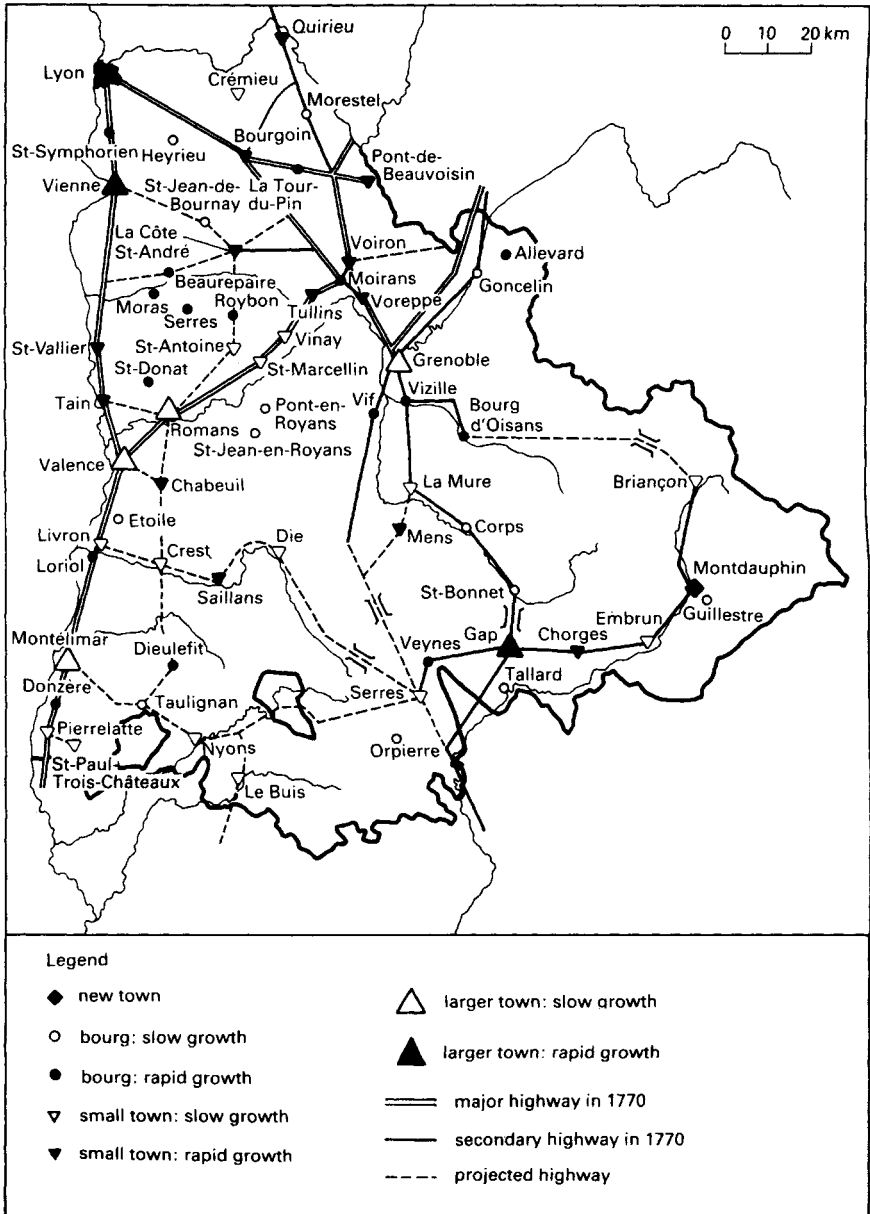 Quirieu
0 10 20 km
Lyon
Crémieu
Morestel
Bourgoin
St-Symphorien
Heyrieu
Pont-de-
Beauvoisin
Vienne
St-Jean-de-
Bournay
La Tour-
du-Pin
La Côte
St-André
Voiron
Allevard
Beaurepaire
Moirans
Goncelin
Moras
Roybon
Voreppe
Serres
Tullins
St-Vallier
St-Antoine
Vinay
St-Donat
St-Marcellin
Grenoble
Tain
Vizille
Pont-en-
Royans
Vif
Bourg
d'Oisans
Romans
St-Jean-en-Royans
Valence
Chabeuil
La Mure
Briançon
Etoile
Livron
Die
Mens
Corps
Loriol
Crest
Montdauphin
Saillans
St-Bonnet
Guillestre
Embrun
Montélimar
Dieulefit
Veynes
Gap
Chorges
Donzère
Taulignan
Serres
Tallard
Pierrelatte
Nyons
Orpierre
St-Paul-
Trois-Châteaux
Le Buis
Legend
new town
bourg: slow growth
bourg: rapid growth
small town: slow growth
small town: rapid growth
larger town: slow growth
larger town: rapid growth
major highway in 1770
secondary highway in 1770
projected highway